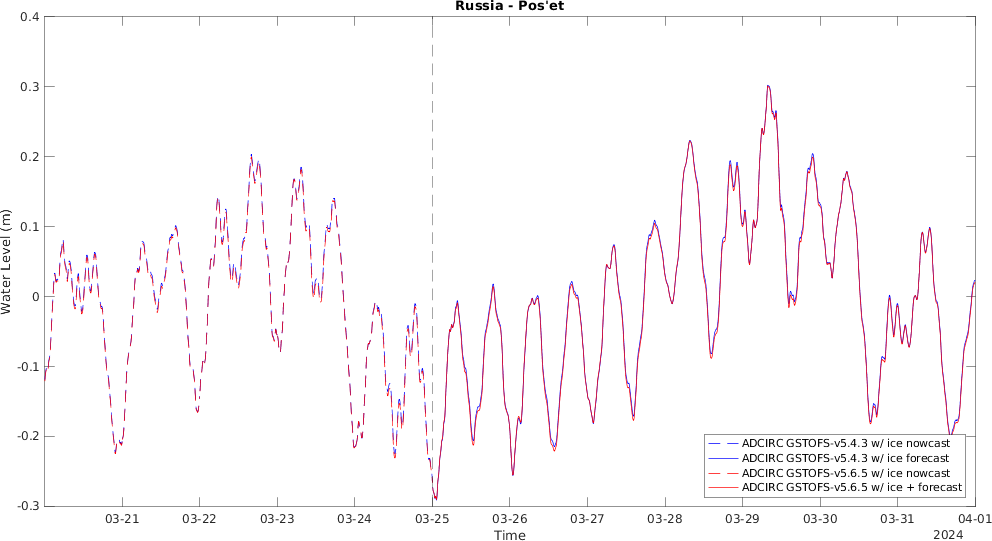 Russia - Pos'et
Water Level (m)
0.4
0.3
0.2
0.1
0
-0.1
-0.2
-0.3
ADCIRC GSTOFS-v5.4.3 w/ ice nowcast
ADCIRC GSTOFS-v5.4.3 w/ ice forecast
ADCIRC GSTOFS-v5.6.5 w/ ice nowcast
ADCIRC GSTOFS-v5.6.5 w/ ice + forecast
03-21 03-22 03-23 03-24 03-25 03-26 03-27 03-28 03-29 03-30 03-31 04-01
Time
2024